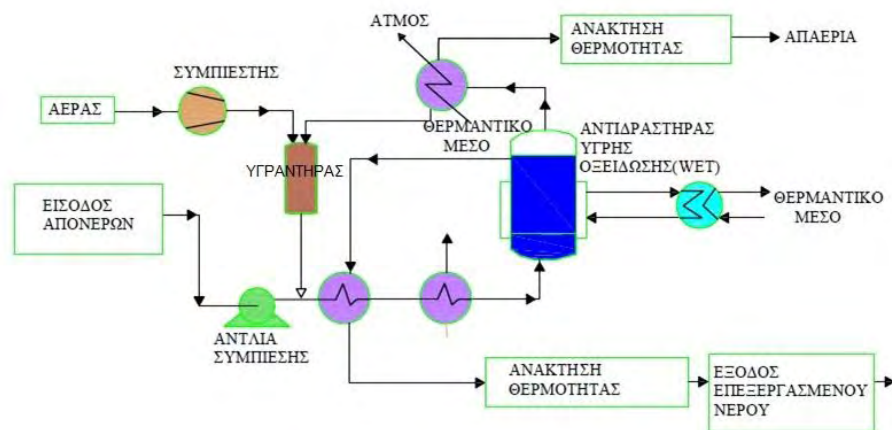 ΑΤΜΟΣ
ΑΝΑΚΤΗΣΗ
ΘΕΡΜΟΤΗΤΑΣ
ΑΠΑΕΡΙΑ
ΣΥΜΠΙΕΣΤΗΣ
ΑΕΡΑΣ
ΘΕΡΜΑΝΤΙΚΟ
ΜΕΣΟ
ΑΝΤΙΔΡΑΣΤΗΡΑΣ
ΥΓΡΗΣ
ΟΞΕΙΔΩΣΗΣ(WET)
ΥΓΡΑΝΤΗΡΑΣ
ΕΙΣΟΔΟΣ
ΑΠΟΝΕΡΩΝ
ΘΕΡΜΑΝΤΙΚΟ
ΜΕΣΟ
ΑΝΤΛΙΑ
ΣΥΜΠΙΕΣΗΣ
ΑΝΑΚΤΗΣΗ
ΘΕΡΜΟΤΗΤΑΣ
ΕΞΟΔΟΣ
ΕΠΕΞΕΡΓΑΣΜΕΝΟΥ
ΝΕΡΟΥ